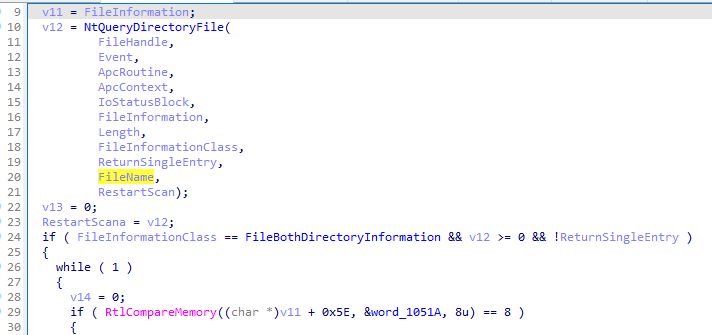 9 v11 = FileInformation;
10 v12 = NtQueryDirectoryFile(
11 FileHandle,
12 Event,
13 ApcRoutine,
14 ApcContext,
15 IoStatusBlock,
16 FileInformation,
17 Length,
18 FileInformationClass,
19 ReturnSingleEntry,
20 FileName,
21 RestartScan);
22 v13 = 0;
23 RestartScana = v12;
24 if ( FileInformationClass == FileBothDirectoryInformation && v12 >= 0 && !ReturnSingleEntry )
25 {
26 while ( 1 )
27 {
28 v14 = 0;
29 if ( RtlCompareMemory((char *)v11 + 0x5E, &word_1051A, 8u) == 8 )
30 {